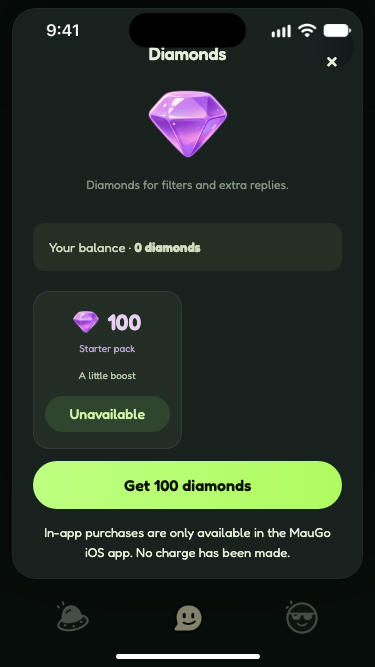 9:41
Diamonds
×
Diamonds for filters and extra replies.
Your balance · 0 diamonds
100
Starter pack
A little boost
Unavailable
Get 100 diamonds
In-app purchases are only available in the MauGo
iOS app. No charge has been made.